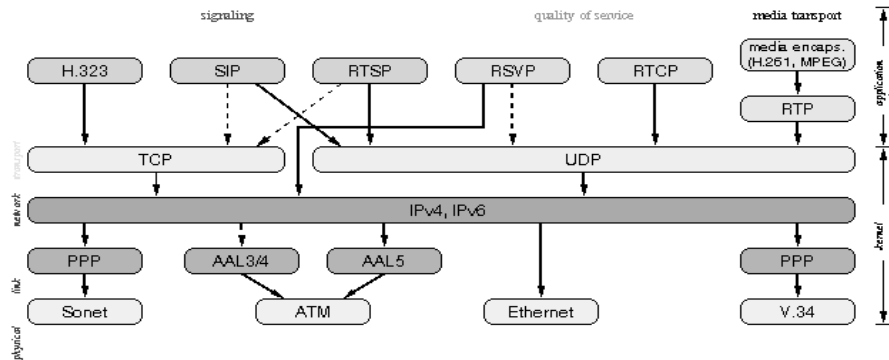 signaling quality of service media transport
media encaps.
(H.261, MPEG)
H.323 SIP RTSP RSVP RTCP
RTP
application
TCP UDP
transport
IPv4, IPv6
network
kernel
PPP AAL3/4 AAL5 PPP
link
Sonet ATM Ethernet V.34
physical